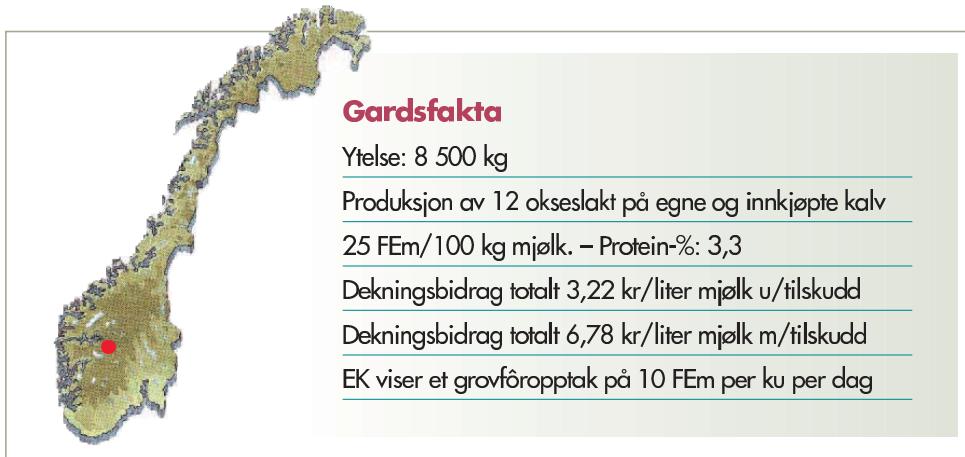 Gardsfakta
Ytelse: 8 500 kg
Produksjon av 12 okseslakt på egne og innkjøpte kalv
25 FEm/100 kg mjølk. – Protein-%: 3,3
Dekningsbidrag totalt 3,22 kr/liter mjølk u/tilskudd
Dekningsbidrag totalt 6,78 kr/liter mjølk m/tilskudd
EK viser et grovfôropptak på 10 FEm per ku per dag